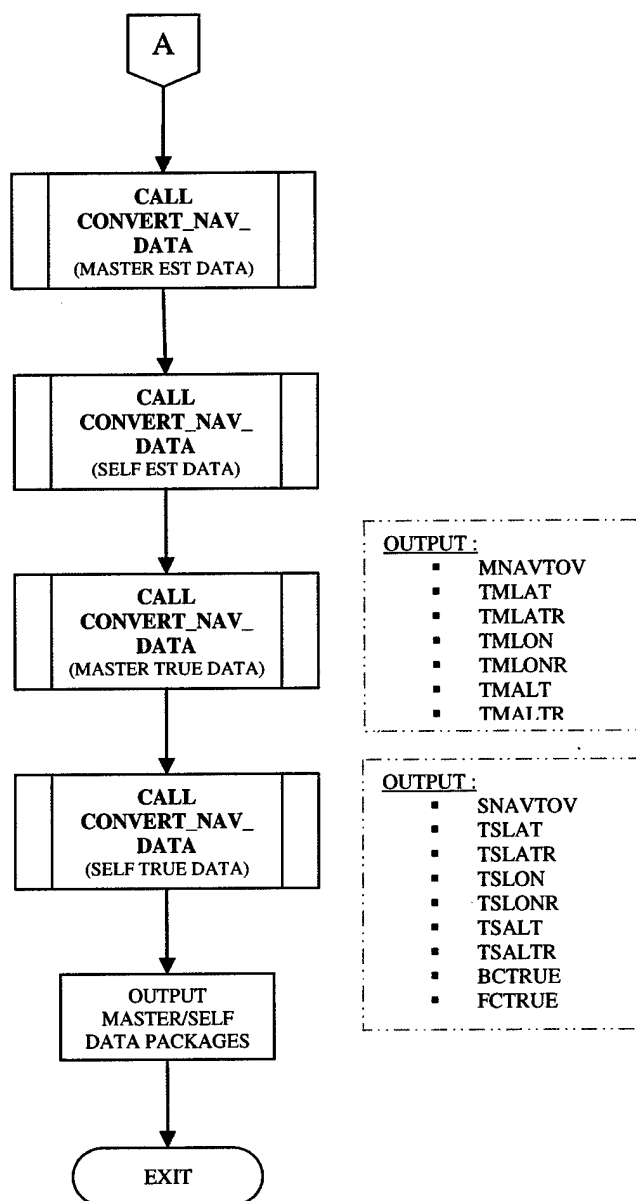 A
CALL
CONVERT_NAV_
DATA
(MASTER EST DATA)
CALL
CONVERT_NAV_
DATA
(SELF EST DATA)
CALL
CONVERT_NAV_
DATA
(MASTER TRUE DATA)
CALL
CONVERT_NAV_
DATA
(SELF TRUE DATA)
OUTPUT
MASTER/SELF
DATA PACKAGES
EXIT
OUTPUT :
▪ MNAVTOV
▪ TMLAT
▪ TMLATR
▪ TMLON
▪ TMLONR
▪ TMALT
▪ TMALTR
OUTPUT :
▪ SNAVTOV
▪ TSLAT
▪ TSLATR
▪ TSLON
▪ TSLONR
▪ TSALT
▪ TSALTR
▪ BCTRUE
▪ FCTRUE